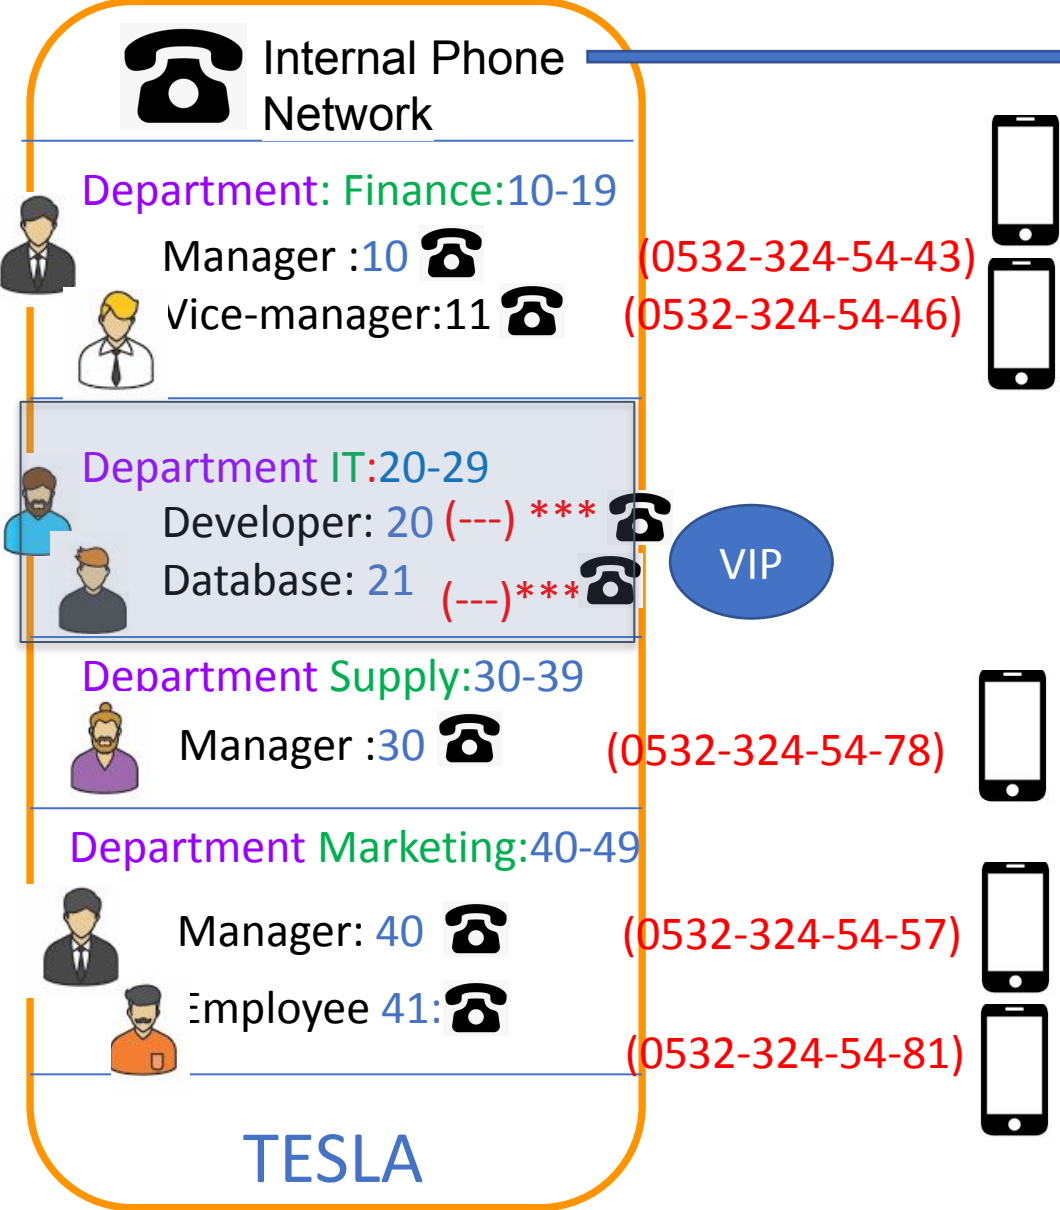 Internal Phone
Network
Department: Finance:10-19
Manager :10
(0532-324-54-43)
Vice-manager:11
(0532-324-54-46)
Department IT:20-29
Developer: 20 (---) ***
Database: 21 (---)***
VIP
Department Supply:30-39
Manager :30
(0532-324-54-78)
Department Marketing:40-49
Manager: 40
(0532-324-54-57)
Employee 41:
(0532-324-54-81)
TESLA